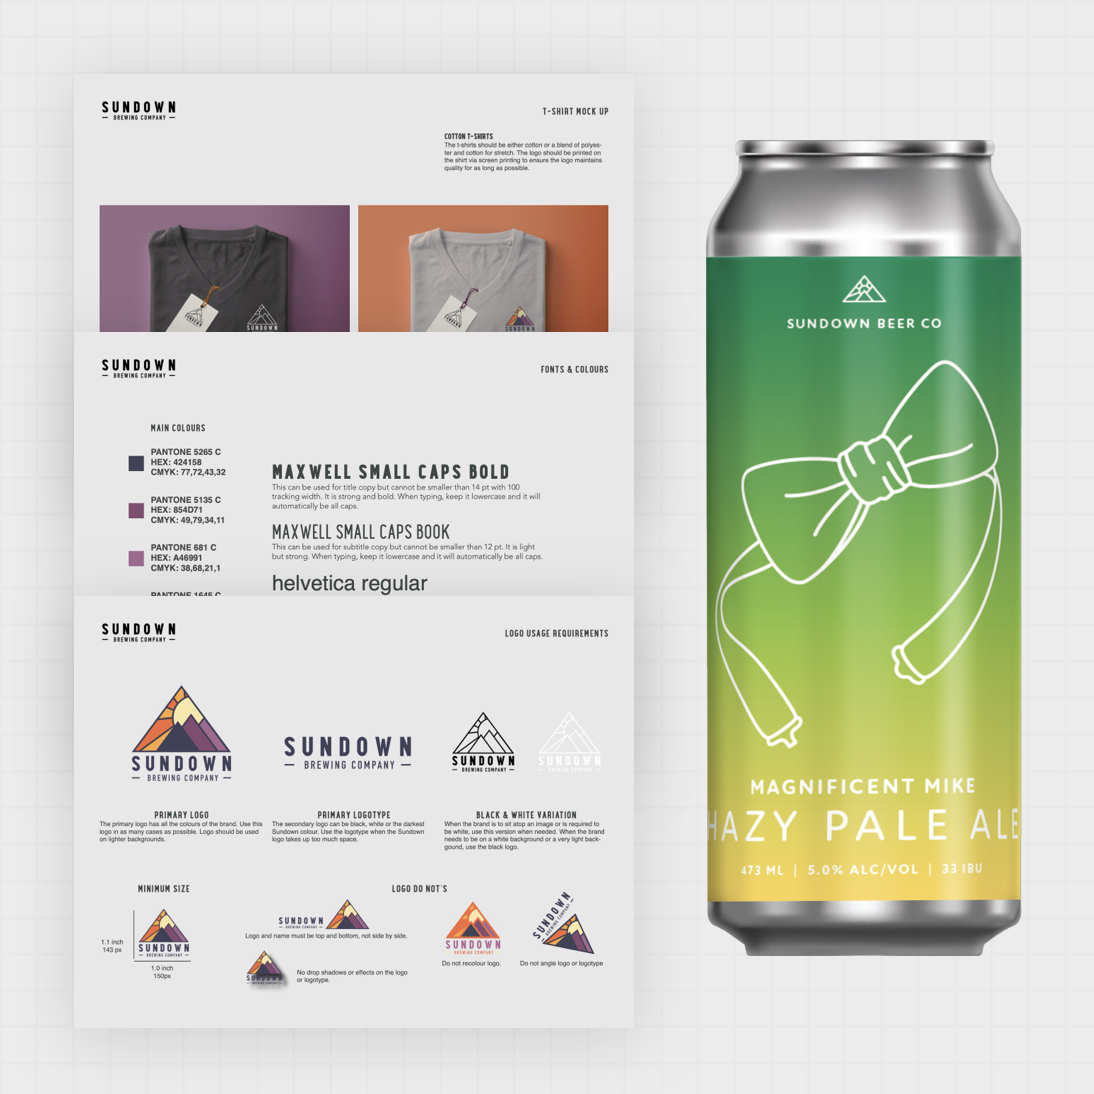 SUNDOWN
BREWING COMPANY
T-SHIRT MOCK UP
COTTON T-SHIRTS
The t-shirts should be either cotton or a blend of polyes-
ter and cotton for stretch. The logo should be printed on
the shirt via screen printing to ensure the logo maintains
quality for as long as possible.
SUNDOWN
SUNDOWN
SUNDOWN
SUNDOWN
SUNDOWN
BREWING COMPANY
FONTS & COLOURS
MAIN COLOURS
PANTONE 5265 C
HEX: 424158
CMYK: 77,72,43,32
PANTONE 5135 C
HEX: 854D71
CMYK: 49,79,34,11
PANTONE 681 C
HEX: A46991
CMYK: 38,68,21,1
PANTONE 1645 C
MAXWELL SMALL CAPS BOLD
This can be used for title copy but cannot be smaller than 14 pt with 100
tracking width. It is strong and bold. When typing, keep it lowercase and it will
automatically be all caps.
MAXWELL SMALL CAPS BOOK
This can be used for subtitle copy but cannot be smaller than 12 pt. It is light
but strong. When typing, keep it lowercase and it will automatically be all caps.
helvetica regular
SUNDOWN
BREWING COMPANY
LOGO USAGE REQUIREMENTS
SUNDOWN
BREWING COMPANY
SUNDOWN
BREWING COMPANY
SUNDOWN
BREWING COMPANY
SUNDOWN
BREWING COMPANY
PRIMARY LOGO
The primary logo has all the colours of the brand. Use this
logo in as many cases as possible. Logo should be used
on lighter backgrounds.
PRIMARY LOGOTYPE
The secondary logo can be black, white or the darkest
Sundown colour. Use the logotype when the Sundown
logo takes up too much space.
BLACK & WHITE VARIATION
When the brand is to sit atop an image or is required to
be white, use this version when needed. When the brand
needs to be on a white background or a very light back-
gound, use the black logo.
MINIMUM SIZE
1.1 inch
143 px
SUNDOWN
BREWING COMPANY
1.0 inch
150px
LOGO DO NOT'S
SUNDOWN
BREWING COMPANY
Logo and name must be top and bottom, not side by side.
SUNDOWN
No drop shadows or effects on the logo
or logotype.
SUNDOWN
BREWING COMPANY
Do not recolour logo.
SUNDOWN
BREWING COMPANY
Do not angle logo or logotype
SUNDOWN BEER CO
MAGNIFICENT MIKE
HAZY PALE ALE
473 ML | 5.0% ALC/VOL | 33 IBU